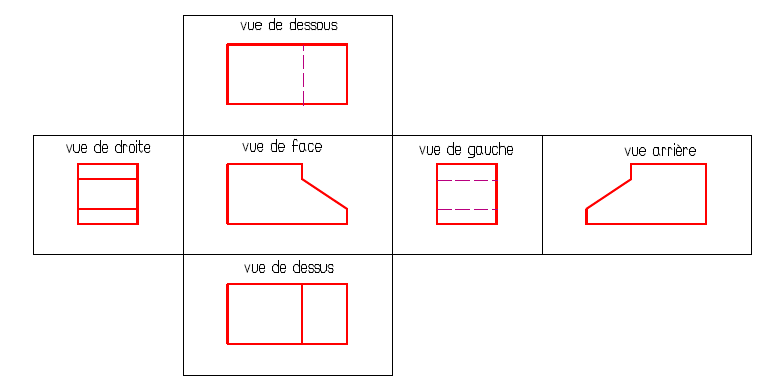 vue de dessous
vue de droite
vue de face
vue de gauche
vue arrière
vue de dessus